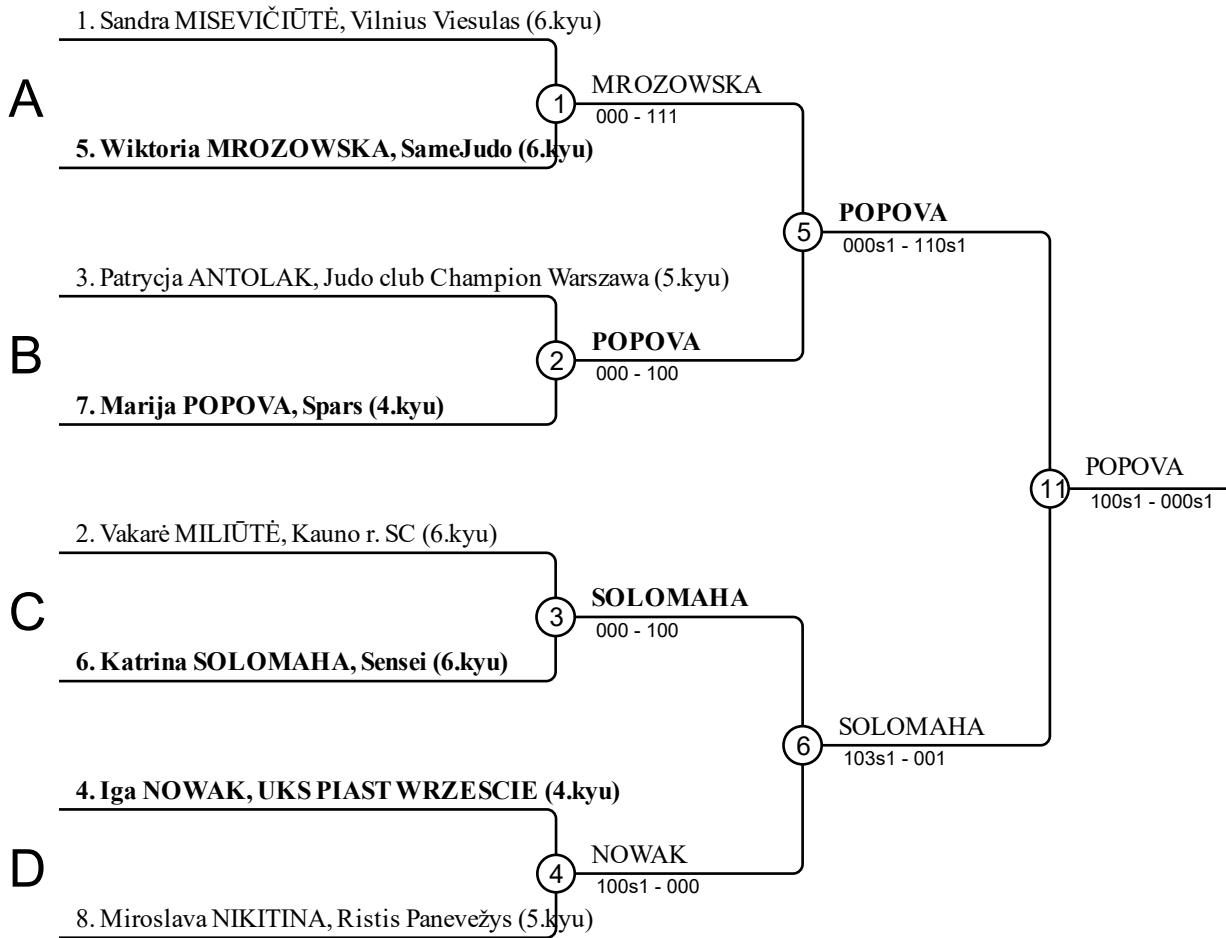 1. Sandra MISEVIČIŪTĖ, Vilnius Viesulas (6.kyu)
A
1
MROZOWSKA
000 - 111
5. Wiktoria MROZOWSKA, SameJudo (6.kyu)
5
POPOVA
000s1 - 110s1
3. Patrycja ANTOLAK, Judo club Champion Warszawa (5.kyu)
B
2
POPOVA
000 - 100
7. Marija POPOVA, Spars (4.kyu)
11
POPOVA
100s1 - 000s1
2. Vakarė MILIŪTĖ, Kauno r. SC (6.kyu)
C
3
SOLOMAHA
000 - 100
6. Katrina SOLOMAHA, Sensei (6.kyu)
6
SOLOMAHA
103s1 - 001
4. Iga NOWAK, UKS PIAST WRZESCIE (4.kyu)
D
4
NOWAK
100s1 - 000
8. Miroslava NIKITINA, Ristis Panevežys (5.kyu)